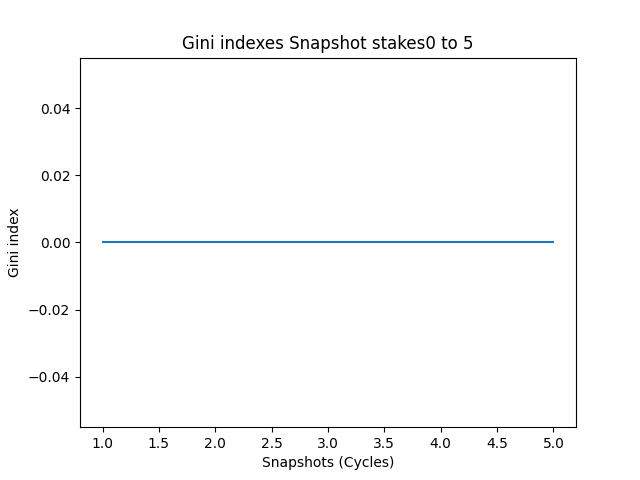 Gini indexes Snapshot stakes0 to 5
Gini index
0.04
0.02
0.00
−0.02
−0.04
1.0 1.5 2.0 2.5 3.0 3.5 4.0 4.5 5.0
Snapshots (Cycles)